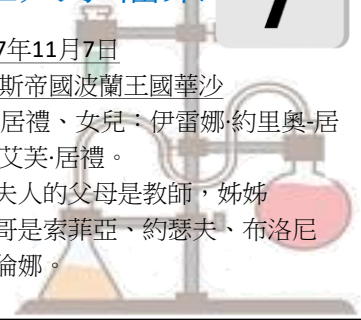 7
7年11月7日
斯帝國波蘭王國華沙
居禮、女兒：伊雷娜·約里奧-居
艾芙·居禮。
夫人的父母是教師，姊姊
哥是索菲亞、約瑟夫、布洛尼
倫娜。